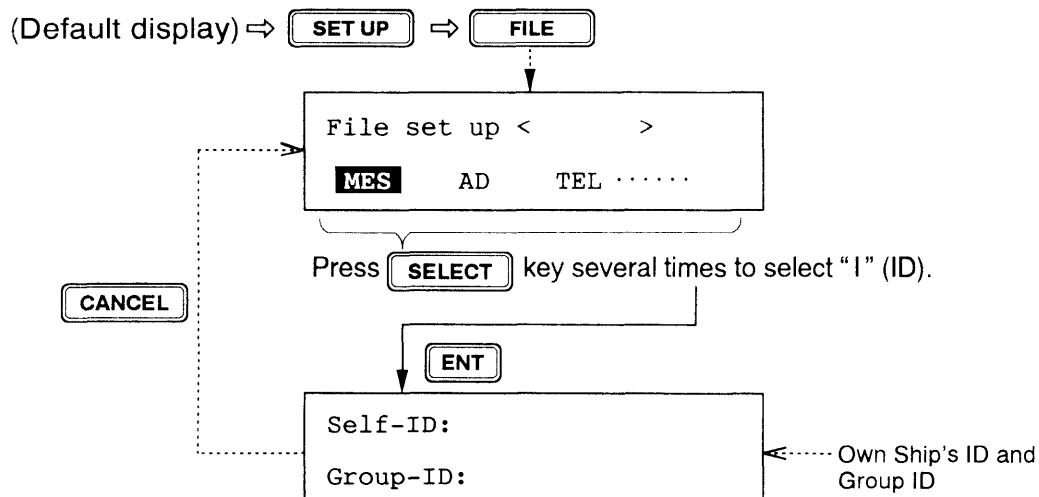 (Default display) ⇨ SET UP ⇨ FILE
File set up < >
MES AD TEL ······
Press SELECT key several times to select "I" (ID).
CANCEL
ENT
Self-ID:
Group-ID:
Own Ship's ID and
Group ID